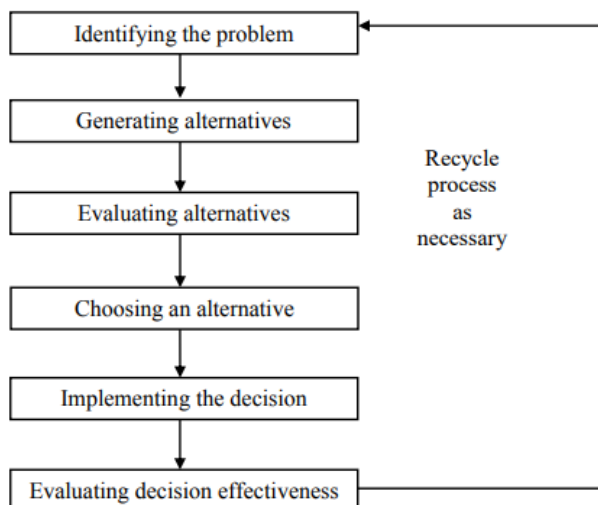 Identifying the problem
Generating alternatives
Evaluating alternatives
Choosing an alternative
Implementing the decision
Evaluating decision effectiveness
Recycle
process
as
necessary